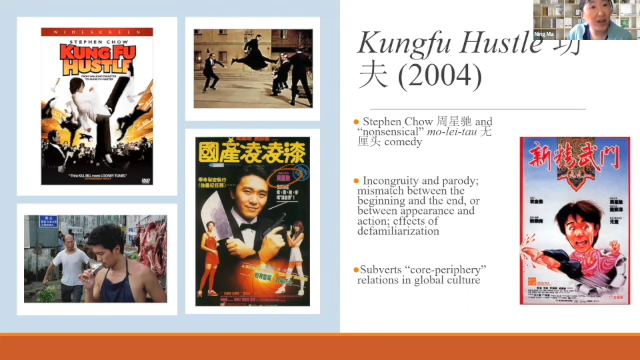 WIDESCREEN
STEPHEN CHOW
KUNG FU
HUSTLE
DVD
國產凌凌漆
Kungfu Hustle 功
夫 (2004)
Stephen Chow 周星驰 and
“nonsensical” mo-lei-tau 无
厘头 comedy
Incongruity and parody;
mismatch between the
beginning and the end, or
between appearance and
action; effects of
defamiliarization
Subverts “core-periphery”
relations in global culture
新精武門
Ning Ma